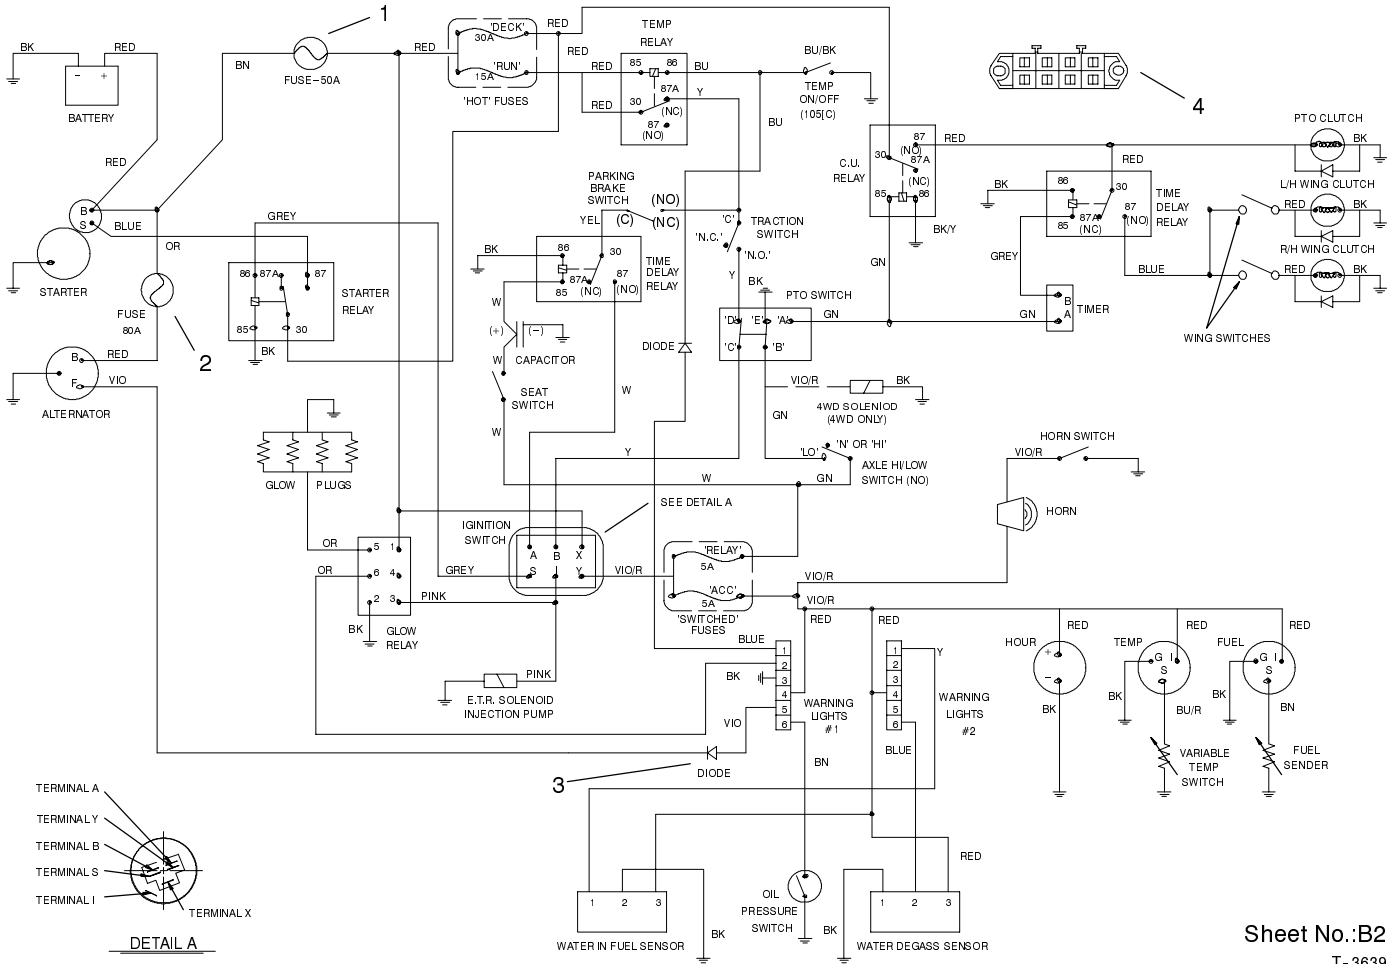 1
'DECK'
30A
RED
TEMP
RELAY
BK
RED
BN
RED
'RUN'
15A
RED
RED
85
86
BU
BU/BK
FUSE-50A
'HOT' FUSES
87A
Y
TEMP
ON/OFF
(105[C)
4
BATTERY
RED
30
(NC)
87
(NO)
BU
PTO CLUTCH
RED
87
(NO)
BK
30
87A
(NC)
C.U.
RELAY
85
86
RED
L/H WING CLUTCH
RED
PARKING
BRAKE
SWITCH
(NO)
(C)
(NC)
YEL
BK
86
30
TIME
DELAY
RELAY
87
(NO)
87A
(NC)
85
RED
BK
B
S
BLUE
GREY
'C'
'N.C.'
'N.O.'
TRACTION
SWITCH
BK/Y
R/H WING CLUTCH
OR
BK
86
30
TIME
DELAY
RELAY
87
(NO)
87A
(NC)
85
Y
BK
GN
GREY
BLUE
RED
BK
STARTER
86
87A
87
STARTER
RELAY
85
30
BK
FUSE
80A
2
W
(+)
(-)
CAPACITOR
PTO SWITCH
'D'
'E'
'A'
GN
'C'
'B'
GN
B
A
TIMER
WING SWITCHES
DIODE
B
RED
F
VIO
ALTERNATOR
W
SEAT
SWITCH
W
W
VIO/R
BK
4WD SOLENIOD
(4WD ONLY)
GN
HORN SWITCH
VIO/R
'N' OR 'HI'
'LO'
AXLE HI/LOW
SWITCH (NO)
GN
Y
W
GLOW
PLUGS
SEE DETAIL A
HORN
IGNITION
SWITCH
A
B
X
S
I
Y
OR
5
1
OR
6
4
2
3
GREY
PINK
BK
GLOW
RELAY
VIO/R
'RELAY'
5A
'ACC'
5A
'SWITCHED'
FUSES
VIO/R
VIO/R
RED
RED
BLUE
1
2
3
4
5
6
BK
VIO
WARNING
LIGHTS
#1
1
2
3
4
5
6
Y
WARNING
LIGHTS
#2
BLUE
HOUR
+
-
RED
BK
TEMP
G
I
S
RED
BK
BU/R
FUEL
G
I
S
RED
BK
BN
PINK
E.T.R. SOLENOID
INJECTION PUMP
VARIABLE
TEMP
SWITCH
FUEL
SENDER
3
DIODE
BN
TERMINAL A
TERMINAL Y
TERMINAL B
TERMINAL S
TERMINAL I
TERMINAL X
DETAIL A
RED
1
2
3
BK
WATER IN FUEL SENSOR
OIL
PRESSURE
SWITCH
BK
1
2
3
WATER DEGASS SENSOR
Sheet No.:B2
T-3639